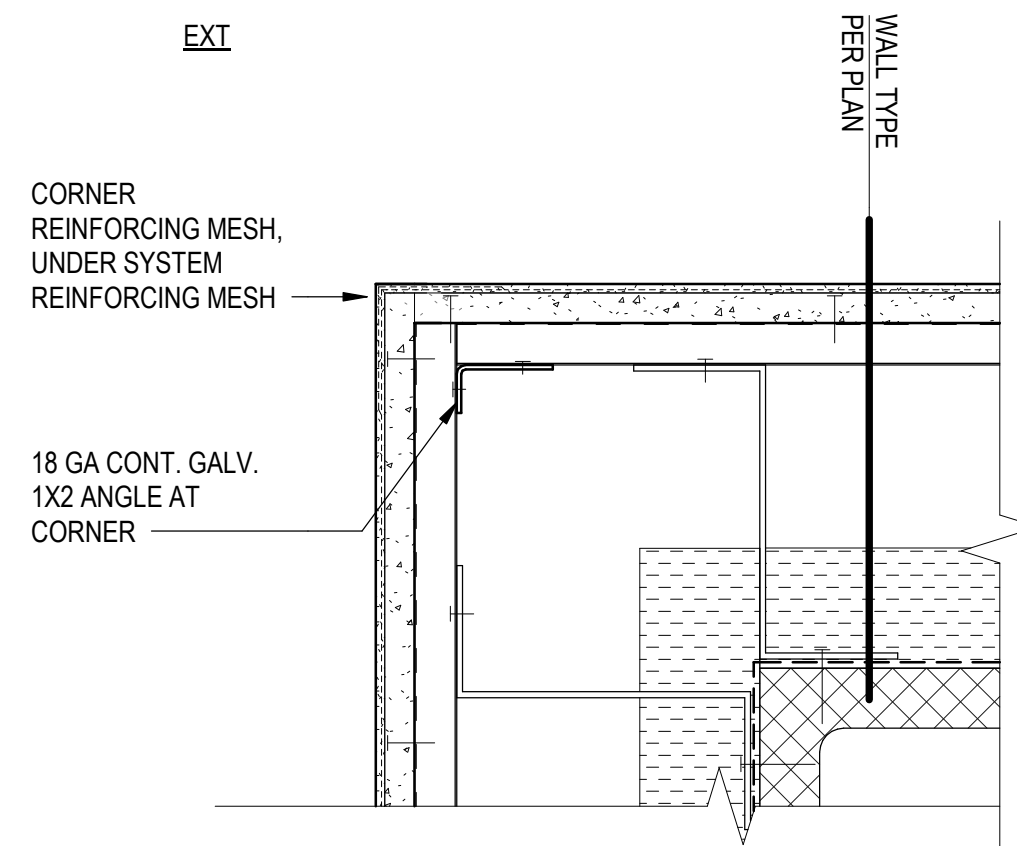 EXT
WALL TYPE
PER PLAN
CORNER
REINFORCING MESH,
UNDER SYSTEM
REINFORCING MESH
18 GA CONT. GALV.
1X2 ANGLE AT
CORNER